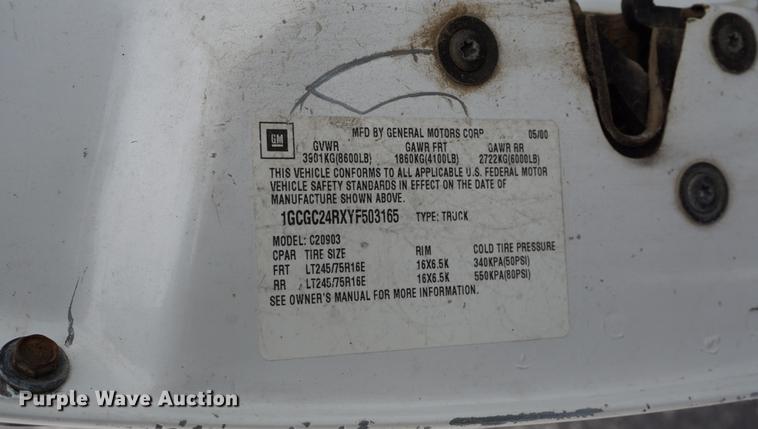 GM
MFD BY GENERAL MOTORS CORP 05/00
GVWR GAWR FRT GAWR RR
3901KG(8600LB) 1860KG(4100LB) 2722KG(6000LB)
THIS VEHICLE CONFORMS TO ALL APPLICABLE U.S. FEDERAL MOTOR
VEHICLE SAFETY STANDARDS IN EFFECT ON THE DATE OF
MANUFACTURE SHOWN ABOVE.
1GCGC24RXYF503165 TYPE: TRUCK
MODEL: C20903
CPAR TIRE SIZE RIM COLD TIRE PRESSURE
FRT LT245/75R16E 16X6.5K 340KPA(50PSI)
RR LT245/75R16E 16X6.5K 550KPA(80PSI)
SEE OWNER'S MANUAL FOR MORE INFORMATION.
Purple Wave Auction